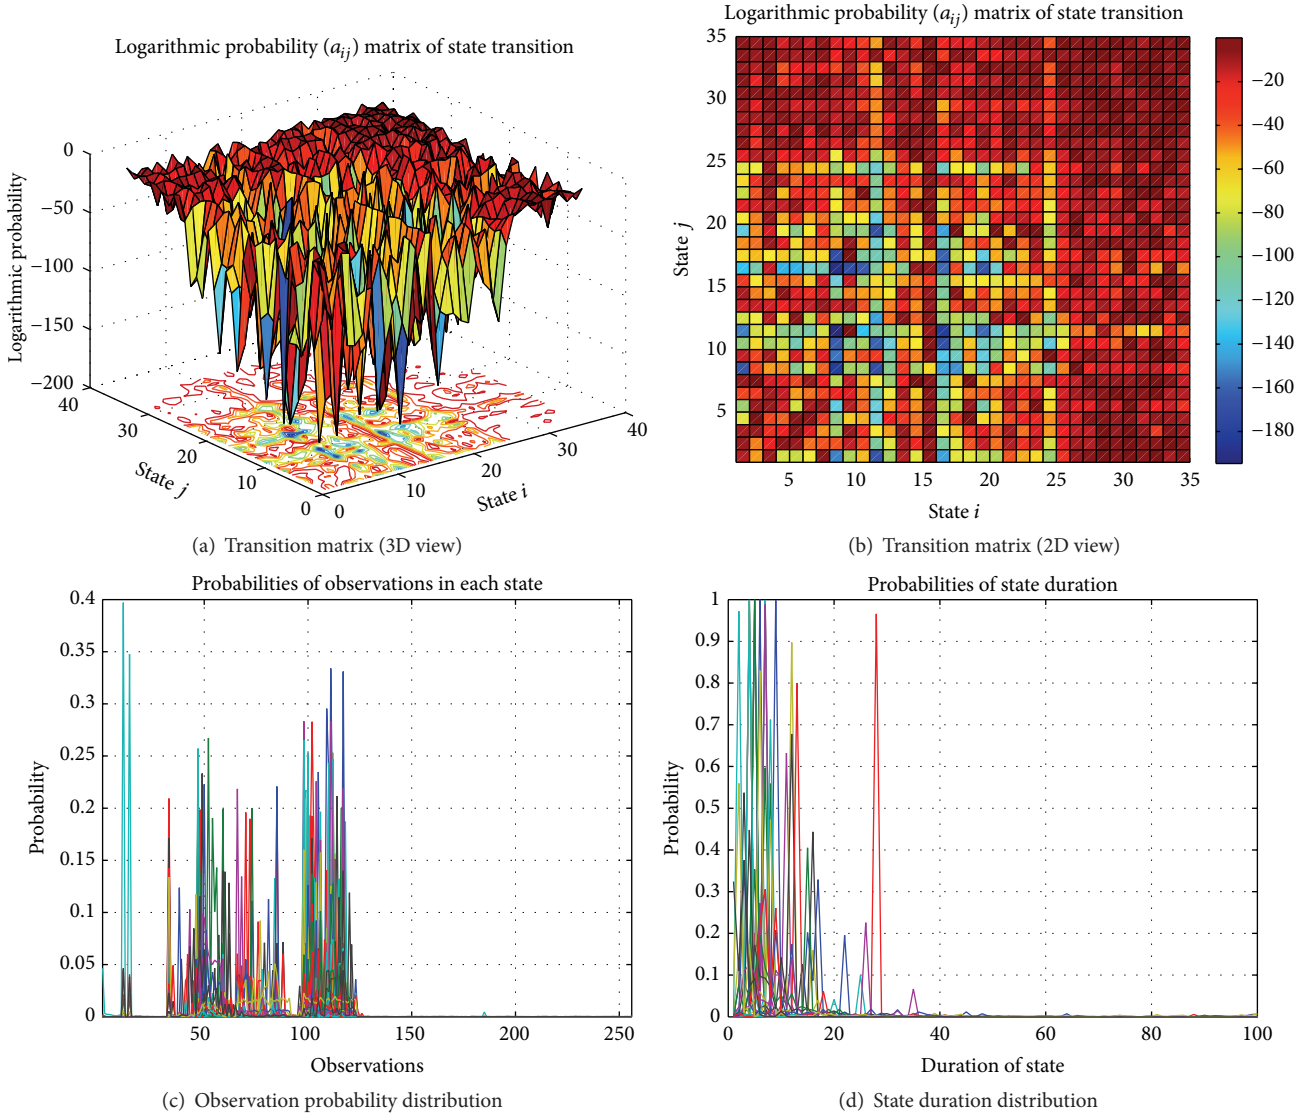 Logarithmic probability (a_ij) matrix of state transition
0
−50
−100
−150
−200
Logarithmic probability
40
30
20
10
0
State j
0
10
20
30
40
State i
(a) Transition matrix (3D view)
Logarithmic probability (a_ij) matrix of state transition
35
30
25
20
15
10
5
State j
5 10 15 20 25 30 35
State i
−20
−40
−60
−80
−100
−120
−140
−160
−180
(b) Transition matrix (2D view)
Probabilities of observations in each state
0.4
0.35
0.3
0.25
0.2
0.15
0.1
0.05
0
Probability
50 100 150 200 250
Observations
(c) Observation probability distribution
Probabilities of state duration
1
0.9
0.8
0.7
0.6
0.5
0.4
0.3
0.2
0.1
0
Probability
0 20 40 60 80 100
Duration of state
(d) State duration distribution